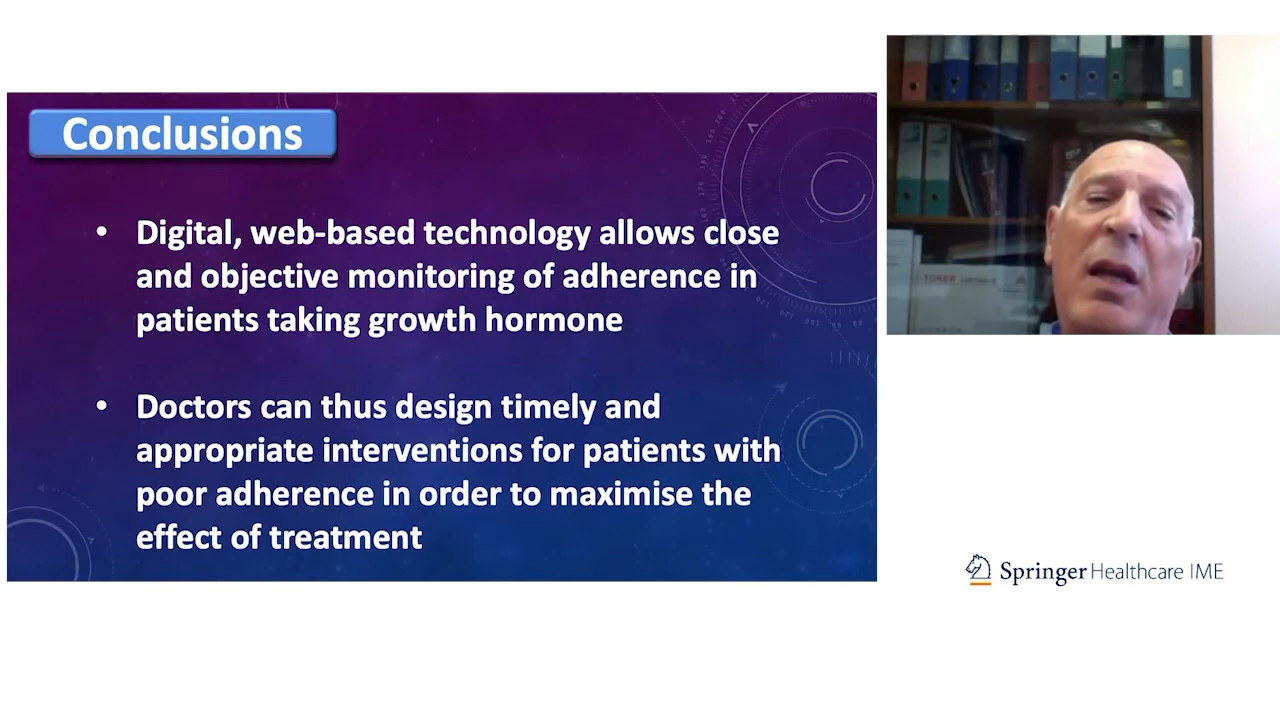 Conclusions
• Digital, web-based technology allows close
and objective monitoring of adherence in
patients taking growth hormone
• Doctors can thus design timely and
appropriate interventions for patients with
poor adherence in order to maximise the
effect of treatment
TONER
Springer Healthcare IME